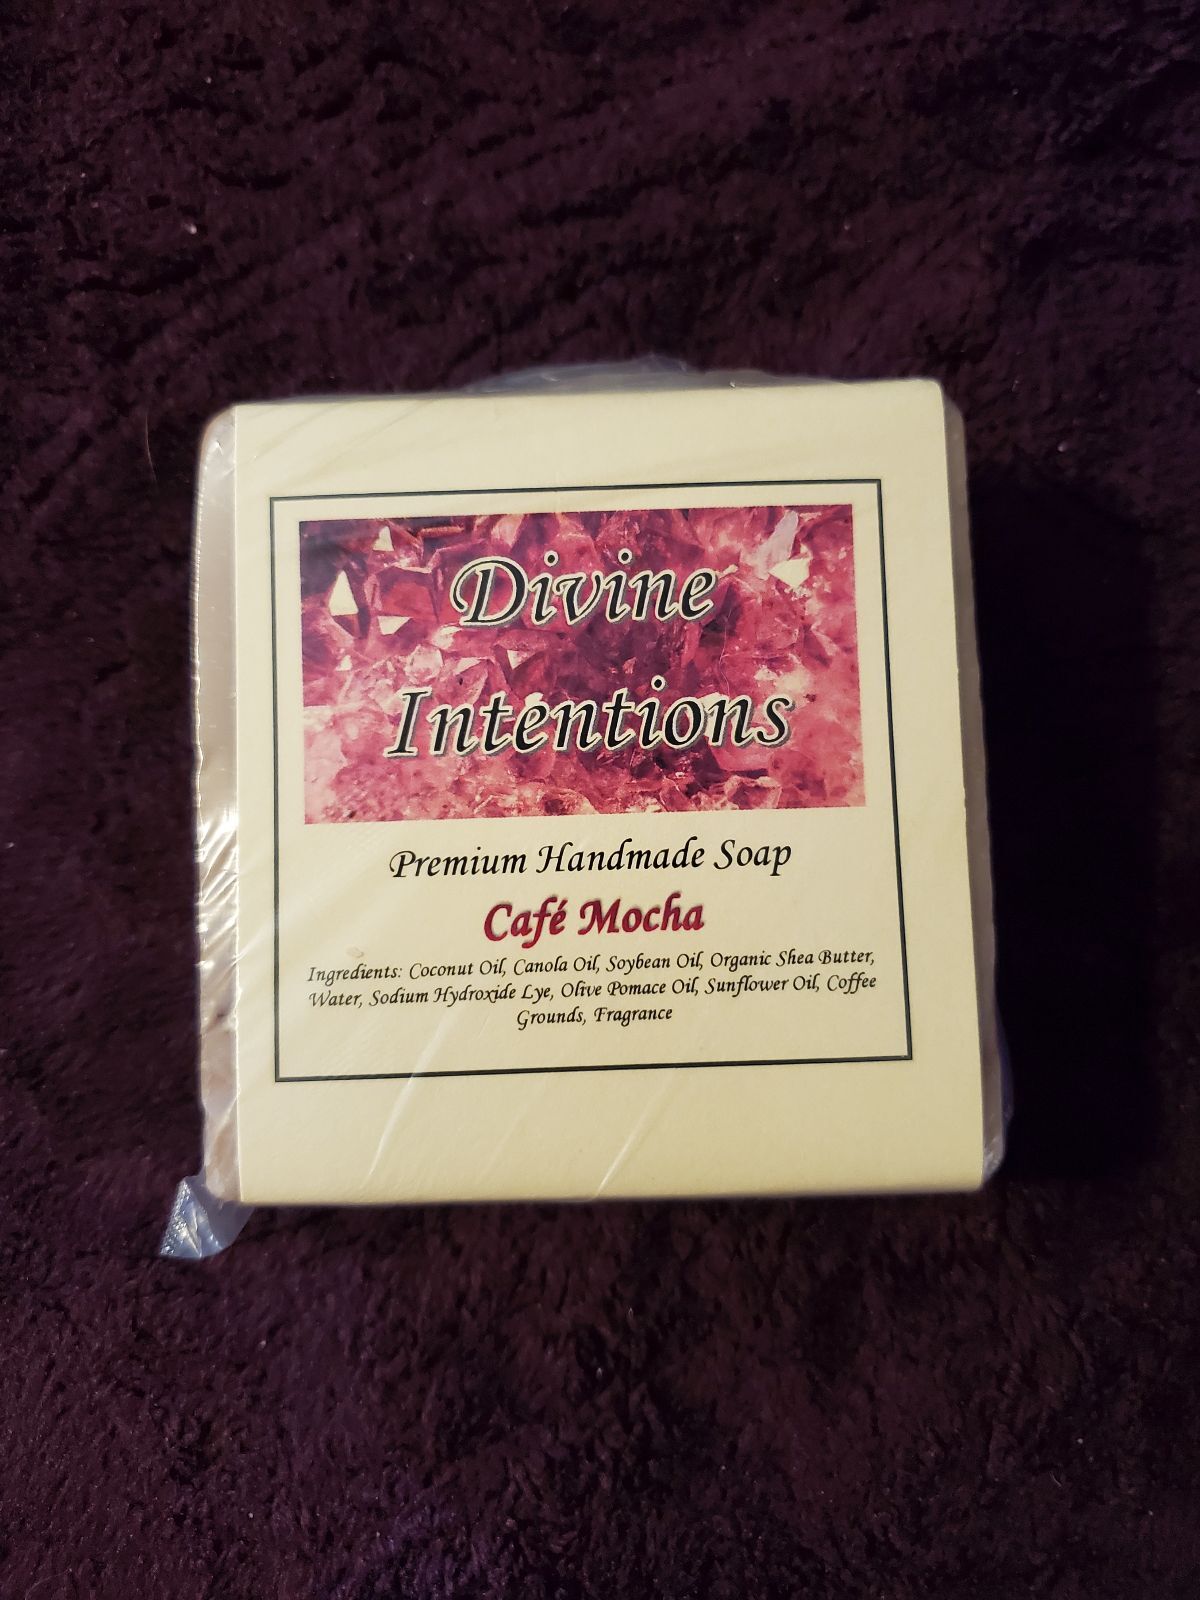 Divine
Intentions
Premium Handmade Soap
Café Mocha
Ingredients: Coconut Oil, Canola Oil, Soybean Oil, Organic Shea Butter,
Water, Sodium Hydroxide Lye, Olive Pomace Oil, Sunflower Oil, Coffee
Grounds, Fragrance